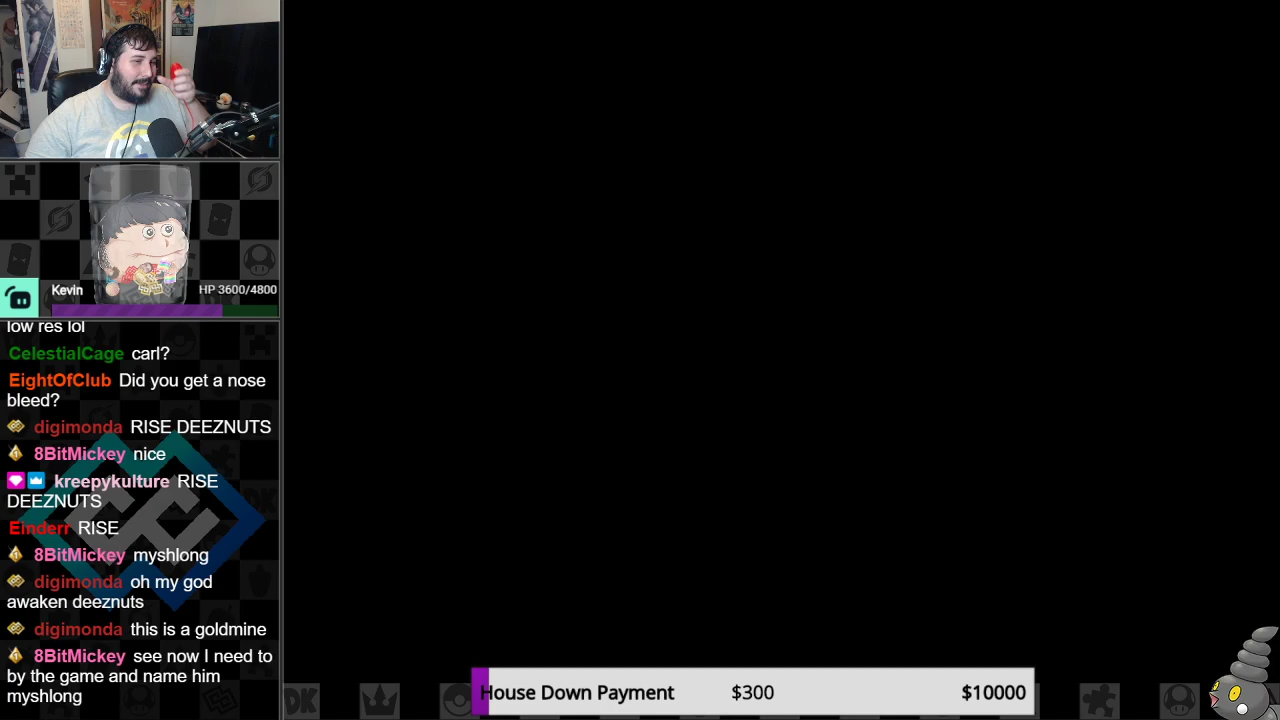 Kevin HP 3600/4800
low res lol
CelestialCage carl?
EightOfClub Did you get a nose
bleed?
digimonda RISE DEEZNUTS
8BitMickey nice
kreepykulture RISE
DEEZNUTS
Einderr RISE
8BitMickey myshlong
digimonda oh my god
awaken deeznuts
digimonda this is a goldmine
8BitMickey see now I need to
by the game and name him
myshlong
House Down Payment $300 $10000
DK